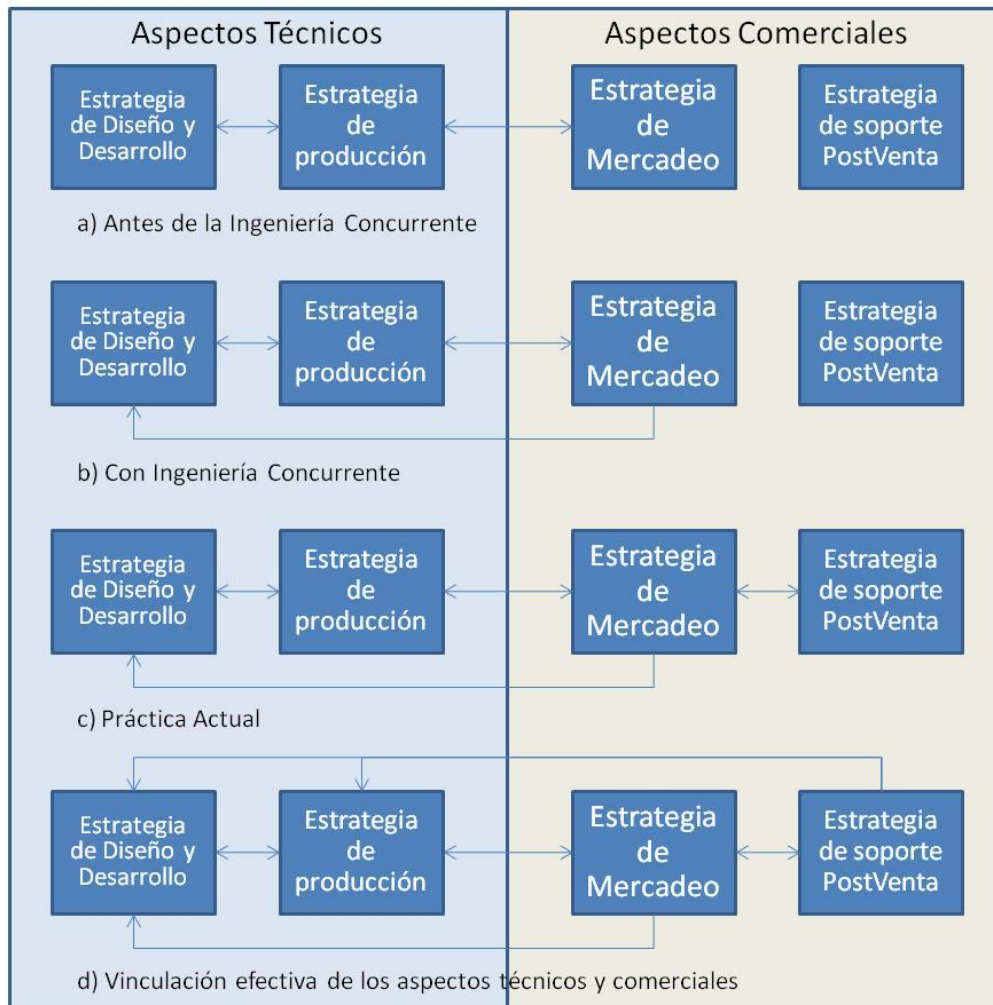 Aspectos Técnicos
Aspectos Comerciales
Estrategia
de Diseño y
Desarrollo
Estrategia
de
producción
Estrategia
de
Mercadeo
Estrategia
de soporte
PostVenta
a) Antes de la Ingeniería Concurrente
Estrategia
de Diseño y
Desarrollo
Estrategia
de
producción
Estrategia
de
Mercadeo
Estrategia
de soporte
PostVenta
b) Con Ingeniería Concurrente
Estrategia
de Diseño y
Desarrollo
Estrategia
de
producción
Estrategia
de
Mercadeo
Estrategia
de soporte
PostVenta
c) Práctica Actual
Estrategia
de Diseño y
Desarrollo
Estrategia
de
producción
Estrategia
de
Mercadeo
Estrategia
de soporte
PostVenta
d) Vinculación efectiva de los aspectos técnicos y comerciales